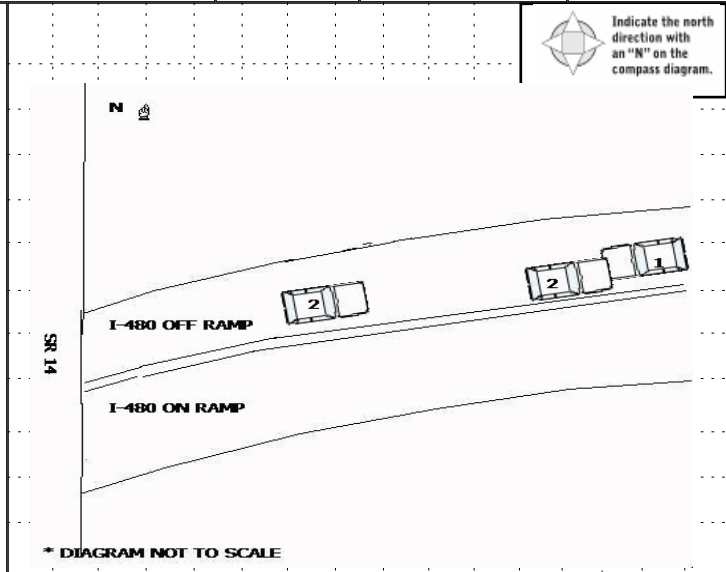 Indicate the north
direction with
an “N” on the
compass diagram.
N
1
2
2
I-480 OFF RAMP
SR 14
I-480 ON RAMP
* DIAGRAM NOT TO SCALE